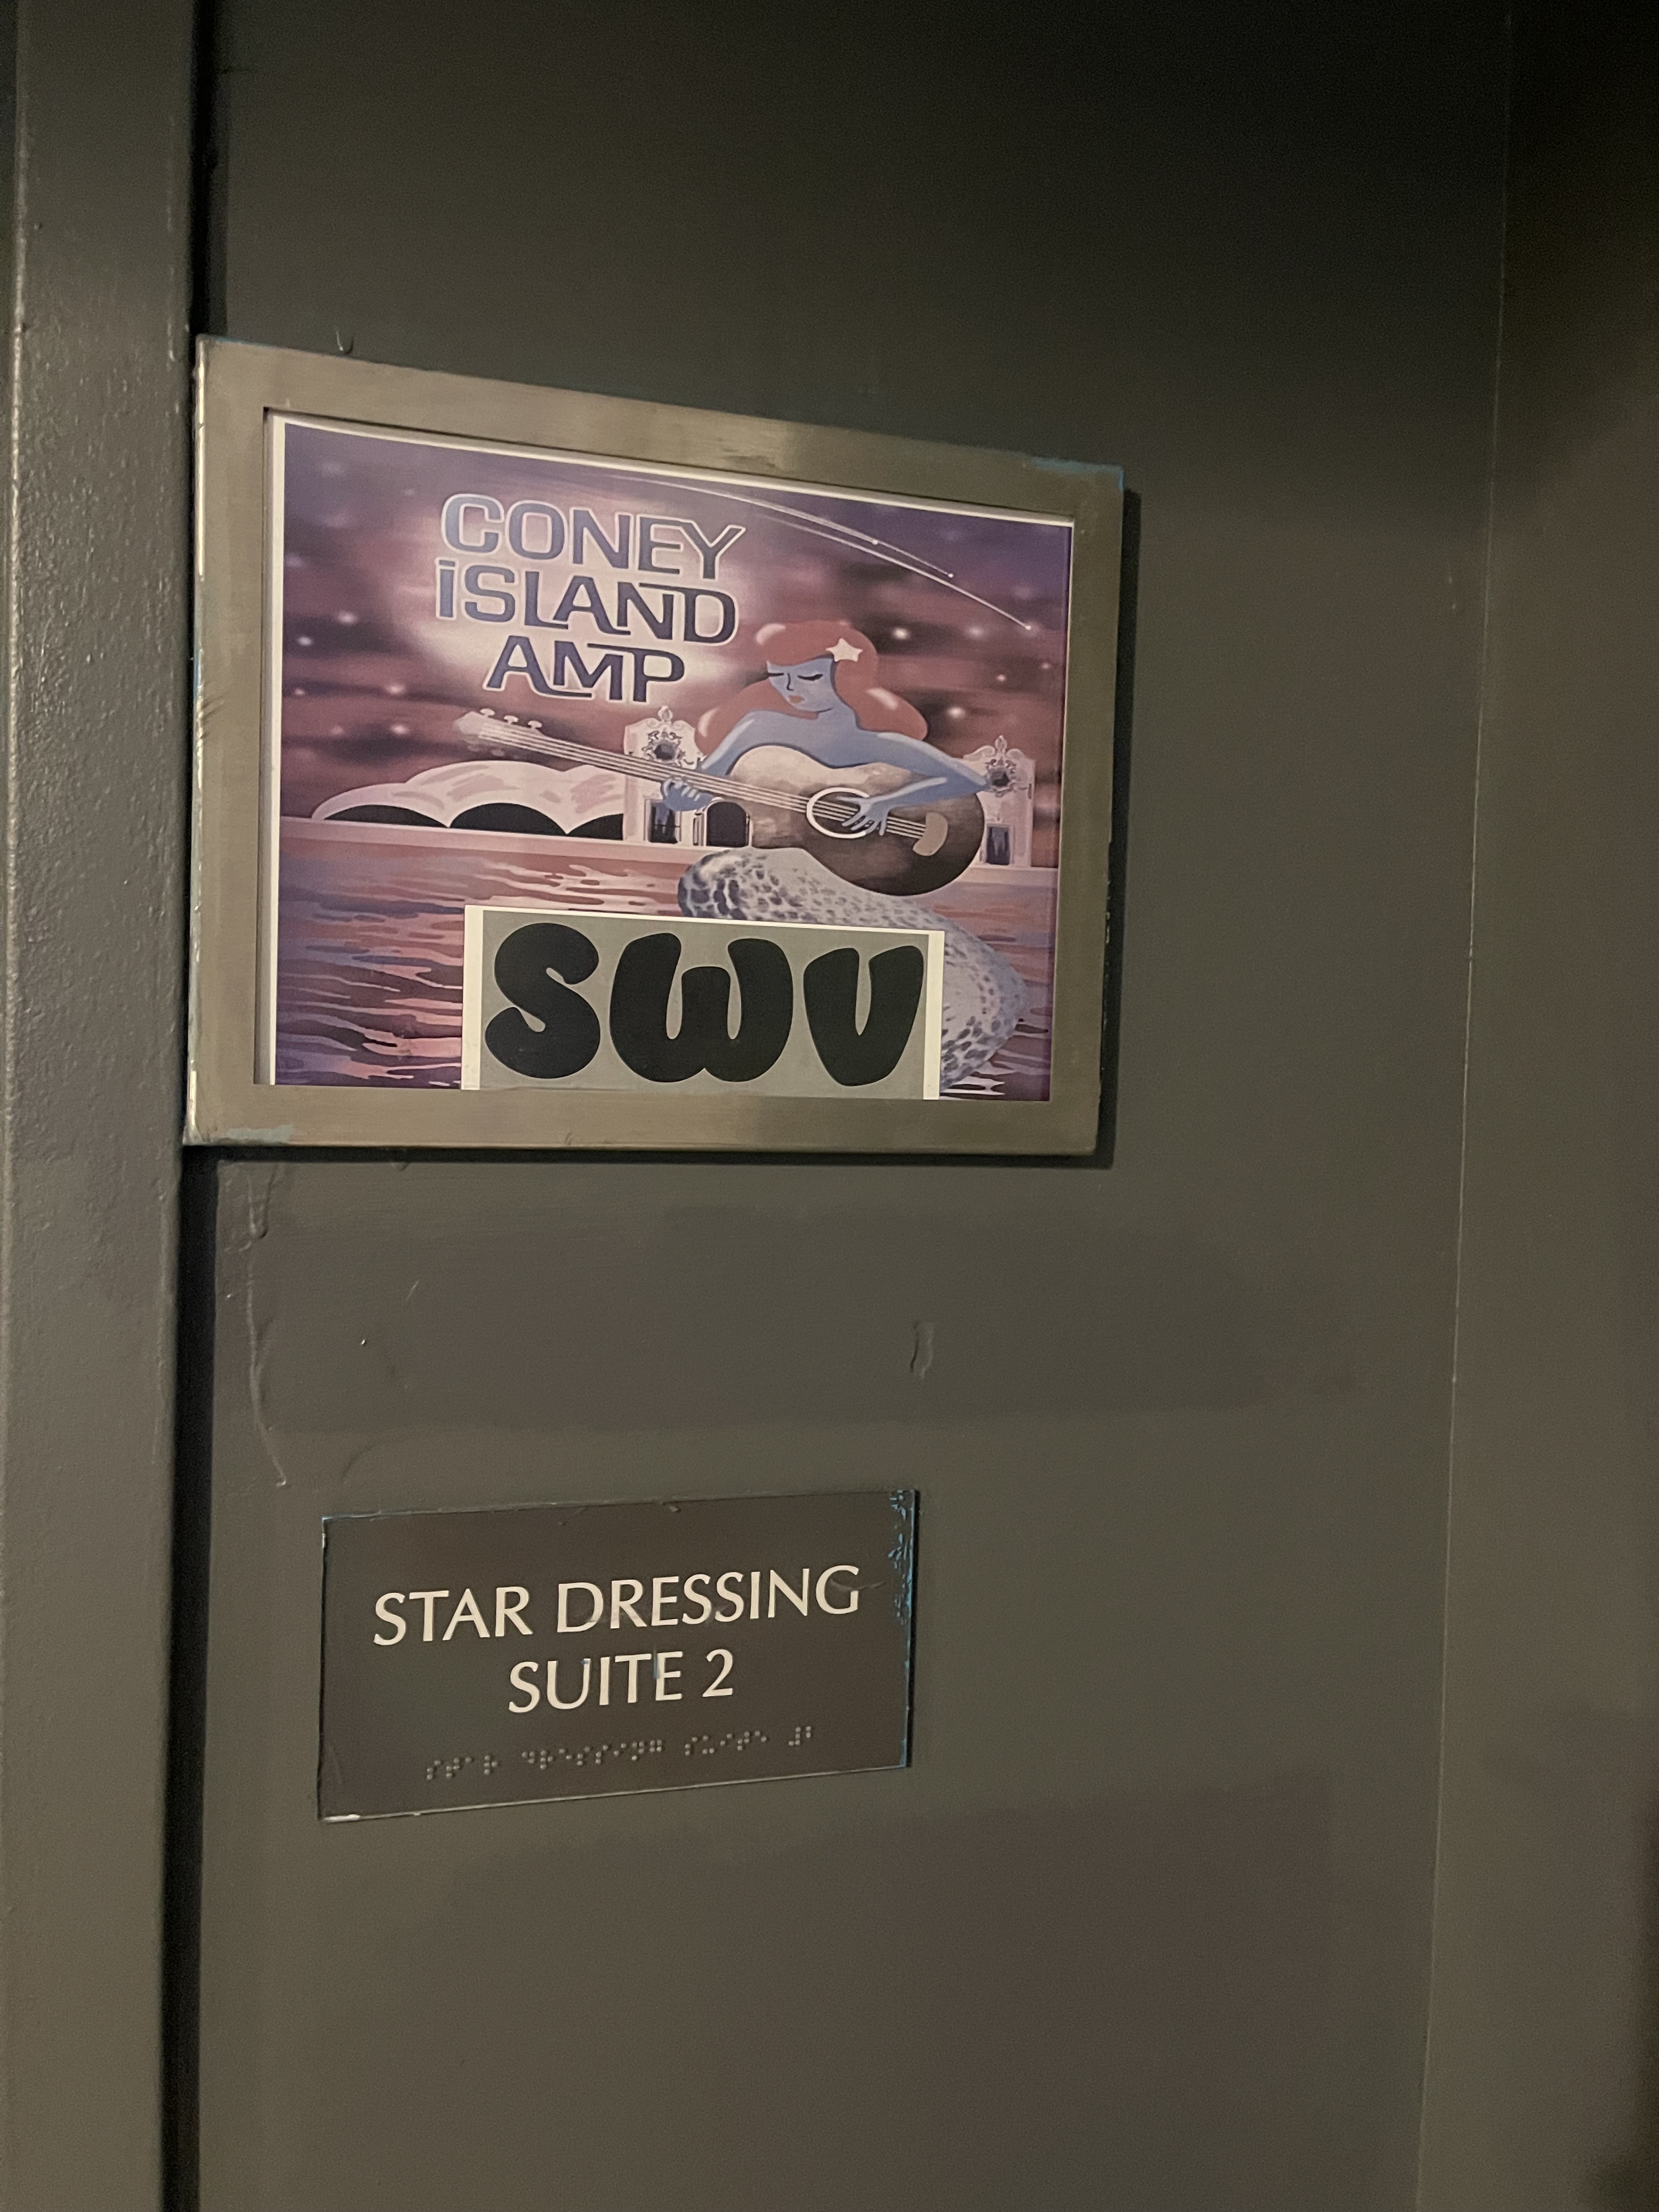 CONEY
iSLAND
AMP
SWV
STAR DRESSING
SUITE 2
⠎⠞⠁⠗ ⠙⠗⠑⠎⠎⠊⠝⠛ ⠎⠥⠊⠞⠑ ⠼⠃